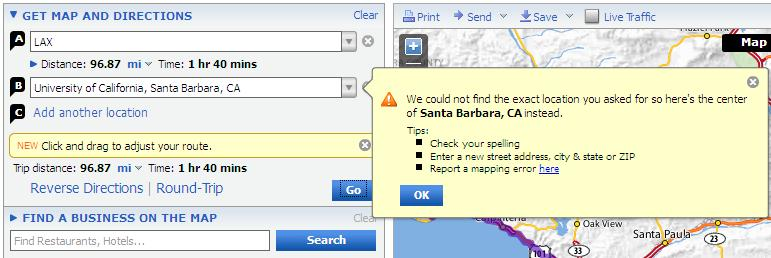 GET MAP AND DIRECTIONS Clear
A LAX
Distance: 96.87 mi Time: 1 hr 40 mins
B University of California, Santa Barbara, CA
C Add another location
NEW Click and drag to adjust your route.
Trip distance: 96.87 mi Time: 1 hr 40 mins
Reverse Directions | Round-Trip Go
FIND A BUSINESS ON THE MAP Clear
Find Restaurants, Hotels... Search
Print Send Save Live Traffic
Map
We could not find the exact location you asked for so here's the center
of Santa Barbara, CA instead.
Tips:
Check your spelling
Enter a new street address, city & state or ZIP
Report a mapping error here
OK
Carpinteria
Oak View
Santa Paula
33
23
101